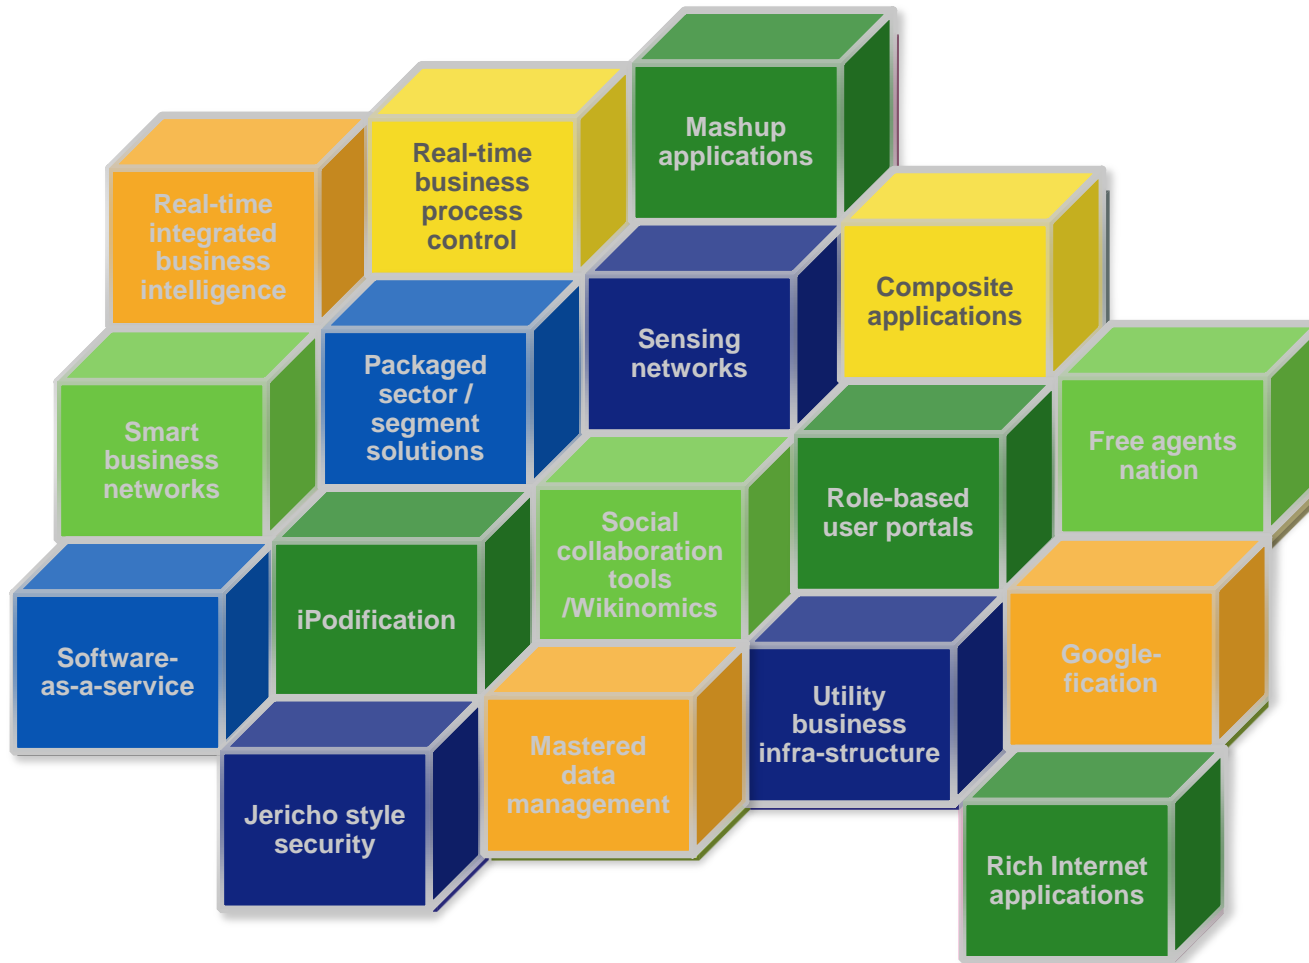 Mashup
applications
Real-time
business
process
control
Real-time
integrated
business
intelligence
Composite
applications
Sensing
networks
Packaged
sector /
segment
solutions
Smart
business
networks
Free agents
nation
Role-based
user portals
Social
collaboration
tools
/Wikinomics
iPodification
Software-
as-a-service
Google-
fication
Utility
business
infra-structure
Mastered
data
management
Jericho style
security
Rich Internet
applications